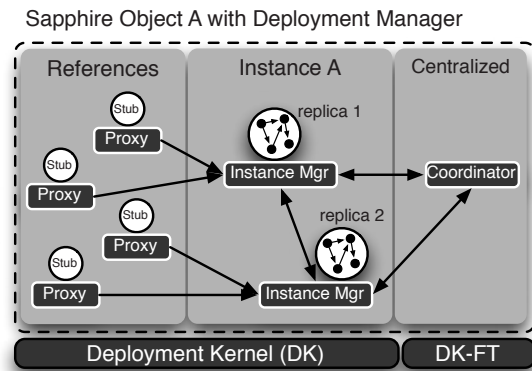 Sapphire Object A with Deployment Manager
References
Instance A
Centralized
Stub
Proxy
replica 1
Stub
Proxy
Instance Mgr
Coordinator
Stub
Proxy
replica 2
Stub
Proxy
Instance Mgr
Deployment Kernel (DK)
DK-FT